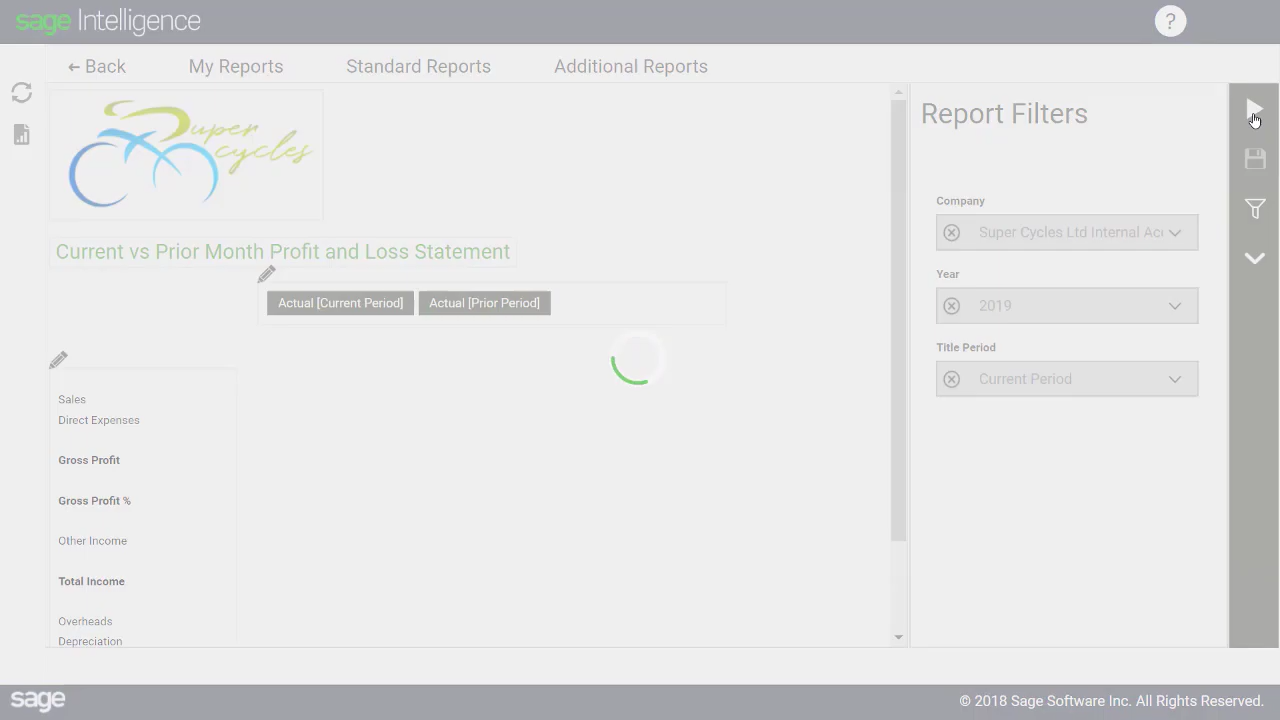 sage Intelligence
?
← Back My Reports Standard Reports Additional Reports
Super
cycles
Current vs Prior Month Profit and Loss Statement
Actual [Current Period] Actual [Prior Period]
Sales
Direct Expenses
Gross Profit
Gross Profit %
Other Income
Total Income
Overheads
Depreciation
Report Filters
Company
Super Cycles Ltd Internal Acc
Year
2019
Title Period
Current Period
sage
© 2018 Sage Software Inc. All Rights Reserved.